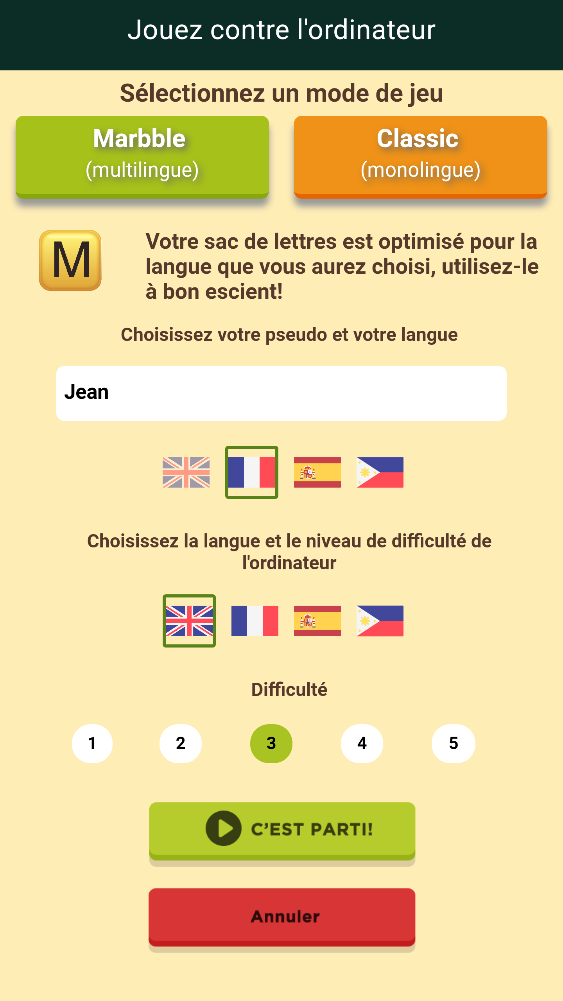 Jouez contre l'ordinateur
Sélectionnez un mode de jeu
Marbble
(multilingue)
Classic
(monolingue)
M
Votre sac de lettres est optimisé pour la
langue que vous aurez choisi, utilisez-le
à bon escient!
Choisissez votre pseudo et votre langue
Jean
Choisissez la langue et le niveau de difficulté de
l'ordinateur
Difficulté
1 2 3 4 5
C'EST PARTI!
Annuler